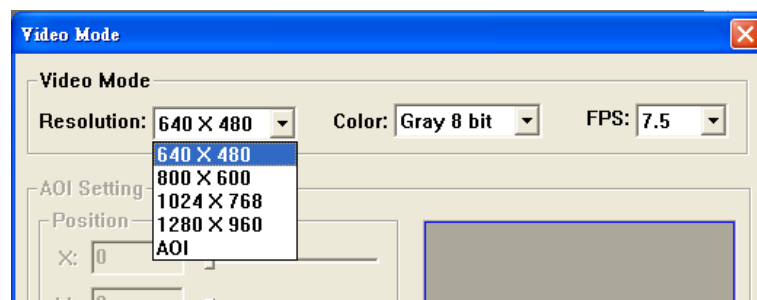 Video Mode
Video Mode
Resolution: 640 X 480 Color: Gray 8 bit FPS: 7.5
640 X 480
800 X 600
1024 X 768
1280 X 960
AOI
AOI Setting
Position
X: 0